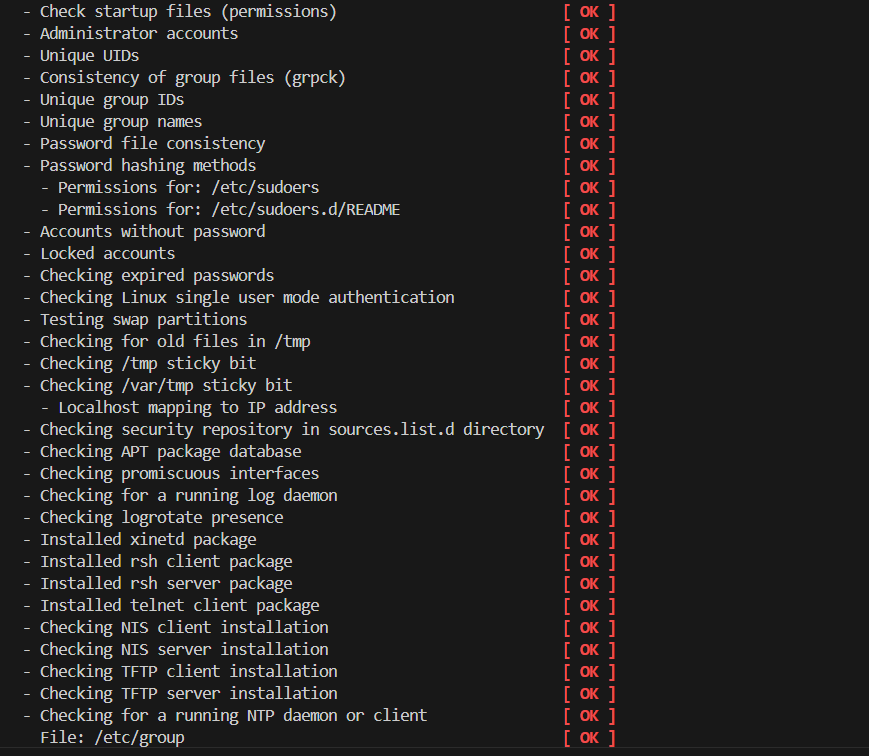 - Check startup files (permissions) [ OK ]
- Administrator accounts [ OK ]
- Unique UIDs [ OK ]
- Consistency of group files (grpck) [ OK ]
- Unique group IDs [ OK ]
- Unique group names [ OK ]
- Password file consistency [ OK ]
- Password hashing methods [ OK ]
- Permissions for: /etc/sudoers [ OK ]
- Permissions for: /etc/sudoers.d/README [ OK ]
- Accounts without password [ OK ]
- Locked accounts [ OK ]
- Checking expired passwords [ OK ]
- Checking Linux single user mode authentication [ OK ]
- Testing swap partitions [ OK ]
- Checking for old files in /tmp [ OK ]
- Checking /tmp sticky bit [ OK ]
- Checking /var/tmp sticky bit [ OK ]
- Localhost mapping to IP address [ OK ]
- Checking security repository in sources.list.d directory [ OK ]
- Checking APT package database [ OK ]
- Checking promiscuous interfaces [ OK ]
- Checking for a running log daemon [ OK ]
- Checking logrotate presence [ OK ]
- Installed xinetd package [ OK ]
- Installed rsh client package [ OK ]
- Installed rsh server package [ OK ]
- Installed telnet client package [ OK ]
- Checking NIS client installation [ OK ]
- Checking NIS server installation [ OK ]
- Checking TFTP client installation [ OK ]
- Checking TFTP server installation [ OK ]
- Checking for a running NTP daemon or client [ OK ]
File: /etc/group [ OK ]